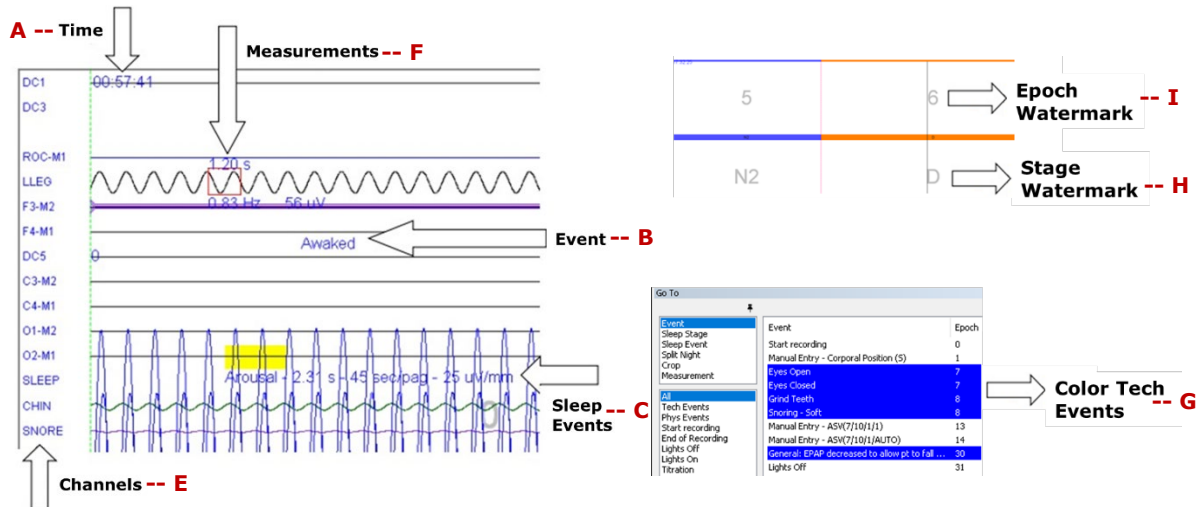 A -- Time
Measurements -- F
DC1
00:57:41
DC3
ROC-M1
1.20 s
LLEG
F3-M2
0.83 Hz 56 uV
F4-M1
Awaked
Event -- B
DC5
0
C3-M2
C4-M1
O1-M2
O2-M1
SLEEP
Arousal - 2.31 s - 45 sec/pag - 25 uV/mm
CHIN
SNORE
Sleep -- C
Events
Channels -- E
5
6
Epoch -- I
Watermark
N2
D
Stage
Watermark -- H
Go To
Event
Sleep Stage
Sleep Event
Split Night
Crop
Measurement
All
Tech Events
Phys Events
Start recording
End of Recording
Lights Off
Lights On
Titration
Event Epoch
Start recording 0
Manual Entry - Corporal Position (S) 1
Eyes Open 7
Eyes Closed 7
Grind Teeth 8
Snoring - Soft 8
Manual Entry - ASV(7/10/1/1) 13
Manual Entry - ASV(7/10/1/AUTO) 14
General: EPAP decreased to allow pt to fall ... 30
Lights Off 31
Color Tech
Events -- G